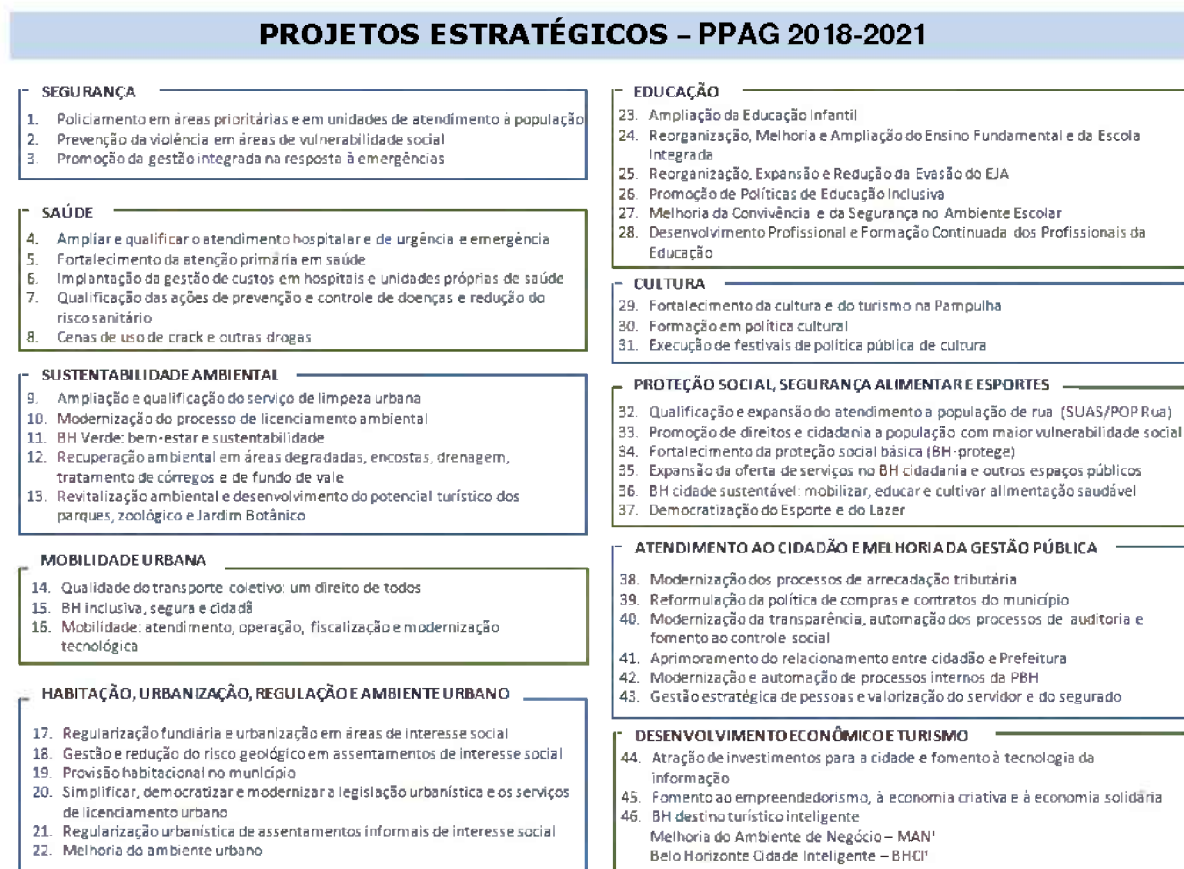 PROJETOS ESTRATÉGICOS – PPAG 2018-2021
SEGURANÇA
1. Policiamento em áreas prioritárias e em unidades de atendimento à população
2. Prevenção da violência em áreas de vulnerabilidade social
3. Promoção da gestão integrada na resposta à emergências
SAÚDE
4. Ampliar e qualificar o atendimento hospitalar e de urgência e emergência
5. Fortalecimento da atenção primária em saúde
6. Implantação da gestão de custos em hospitais e unidades próprias de saúde
7. Qualificação das ações de prevenção e controle de doenças e redução do
risco sanitário
8. Cenas de uso de crack e outras drogas
SUSTENTABILIDADE AMBIENTAL
9. Ampliação e qualificação do serviço de limpeza urbana
10. Modernização do processo de licenciamento ambiental
11. BH Verde: bem-estar e sustentabilidade
12. Recuperação ambiental em áreas degradadas, encostas, drenagem,
tratamento de córregos e de fundo de vale
13. Revitalização ambiental e desenvolvimento do potencial turístico dos
parques, zoológico e Jardim Botânico
MOBILIDADE URBANA
14. Qualidade do transporte coletivo: um direito de todos
15. BH inclusiva, segura e cidadã
16. Mobilidade: atendimento, operação, fiscalização e modernização
tecnológica
HABITAÇÃO, URBANIZAÇÃO, REGULAÇÃO E AMBIENTE URBANO
17. Regularização fundiária e urbanização em áreas de interesse social
18. Gestão e redução do risco geológico em assentamentos de interesse social
19. Provisão habitacional no município
20. Simplificar, democratizar e modernizar a legislação urbanística e os serviços
de licenciamento urbano
21. Regularização urbanística de assentamentos informais de interesse social
22. Melhoria do ambiente urbano
EDUCAÇÃO
23. Ampliação da Educação Infantil
24. Reorganização, Melhoria e Ampliação do Ensino Fundamental e da Escola
Integrada
25. Reorganização, Expansão e Redução da Evasão do EJA
26. Promoção de Políticas de Educação Inclusiva
27. Melhoria da Convivência e da Segurança no Ambiente Escolar
28. Desenvolvimento Profissional e Formação Continuada dos Profissionais da
Educação
CULTURA
29. Fortalecimento da cultura e do turismo na Pampulha
30. Formação em política cultural
31. Execução de festivais de política pública de cultura
PROTEÇÃO SOCIAL, SEGURANÇA ALIMENTAR E ESPORTES
32. Qualificação e expansão do atendimento a população de rua (SUAS/POP Rua)
33. Promoção de direitos e cidadania a população com maior vulnerabilidade social
34. Fortalecimento da proteção social básica (BH-protege)
35. Expansão da oferta de serviços no BH cidadania e outros espaços públicos
36. BH cidade sustentável: mobilizar, educar e cultivar alimentação saudável
37. Democratização do Esporte e do Lazer
ATENDIMENTO AO CIDADÃO E MELHORIA DA GESTÃO PÚBLICA
38. Modernização dos processos de arrecadação tributária
39. Reformulação da política de compras e contratos do município
40. Modernização da transparência, automação dos processos de auditoria e
fomento ao controle social
41. Aprimoramento do relacionamento entre cidadão e Prefeitura
42. Modernização e automação de processos internos da PBH
43. Gestão estratégica de pessoas e valorização do servidor e do segurado
DESENVOLVIMENTO ECONÔMICO E TURISMO
44. Atração de investimentos para a cidade e fomento à tecnologia da
informação
45. Fomento ao empreendedorismo, à economia criativa e à economia solidária
46. BH destino turístico inteligente
Melhoria do Ambiente de Negócio – MAN¹
Belo Horizonte Cidade Inteligente – BHCI¹